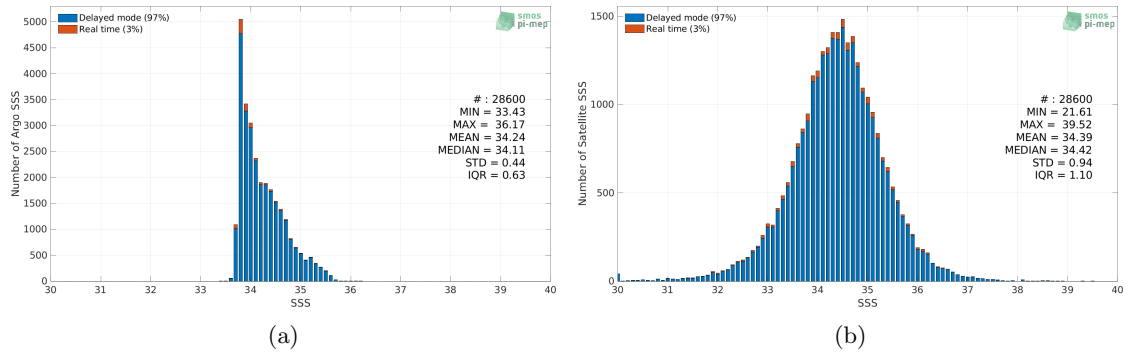 Delayed mode (97%)
Real time (3%)
smos
pi-mep
Number of Argo SSS
5000
4500
4000
3500
3000
2500
2000
1500
1000
500
0
# : 28600
MIN = 33.43
MAX = 36.17
MEAN = 34.24
MEDIAN = 34.11
STD = 0.44
IQR = 0.63
30 31 32 33 34 35 36 37 38 39 40
SSS
(a)
Delayed mode (97%)
Real time (3%)
smos
pi-mep
Number of Satellite SSS
1500
1000
500
0
# : 28600
MIN = 21.61
MAX = 39.52
MEAN = 34.39
MEDIAN = 34.42
STD = 0.94
IQR = 1.10
30 31 32 33 34 35 36 37 38 39 40
SSS
(b)